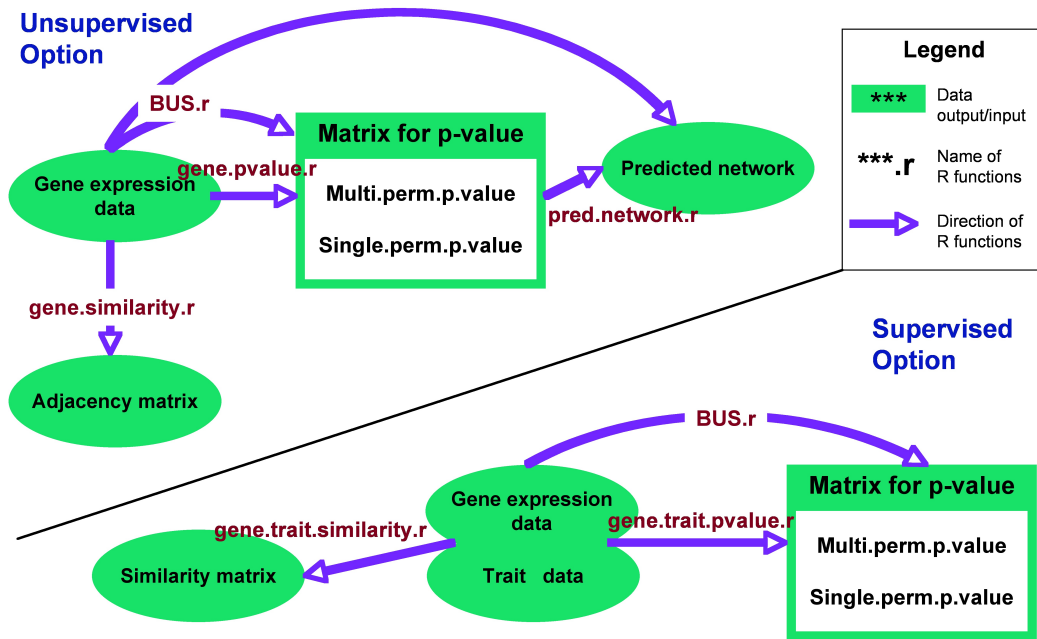 Unsupervised
Option
BUS.r
Matrix for p-value
gene.pvalue.r
Gene expression
data
Multi.perm.p.value
Single.perm.p.value
Predicted network
pred.network.r
gene.similarity.r
Adjacency matrix
Legend
***
Data
output/input
***.r
Name of
R functions
Direction of
R functions
Supervised
Option
BUS.r
Gene expression
data
Trait data
gene.trait.similarity.r
Similarity matrix
gene.trait.pvalue.r
Matrix for p-value
Multi.perm.p.value
Single.perm.p.value